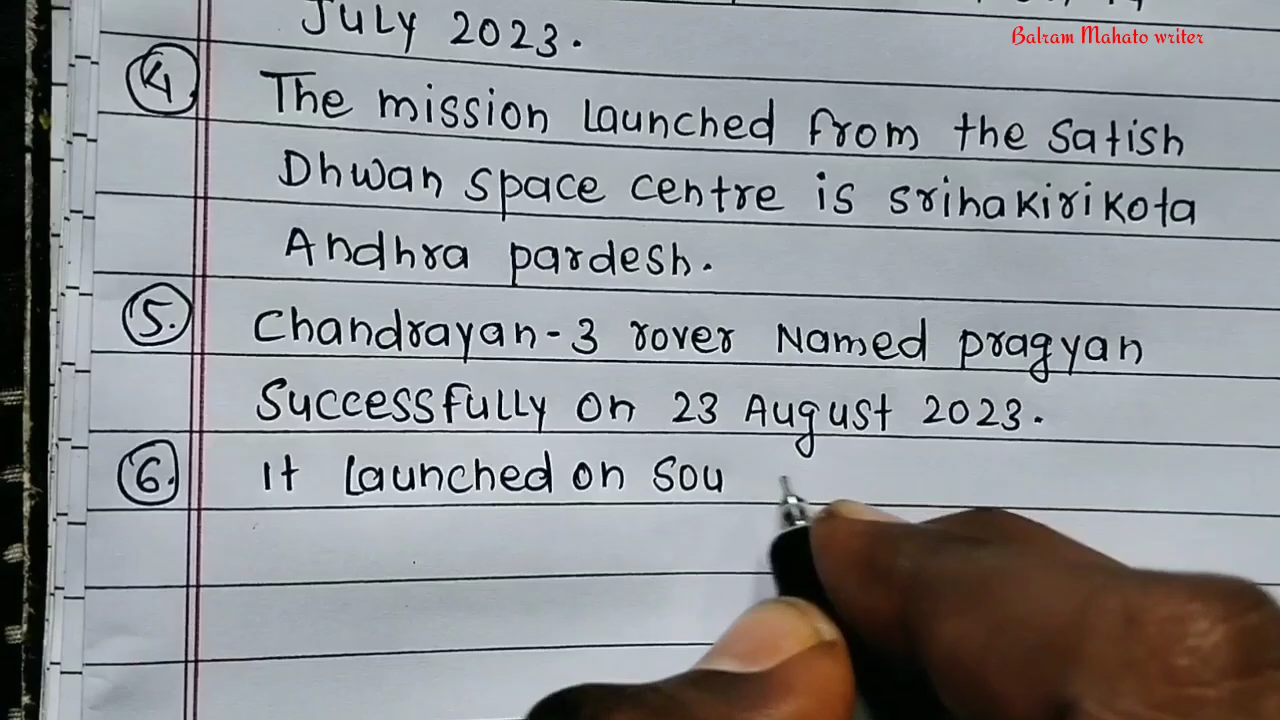 Balram Mahato writer
July 2023.
4. The mission launched from the Satish
Dhwan space centre is srihakirikota
Andhra pardesh.
5. Chandrayan-3 rover Named pragyan
Successfully on 23 August 2023.
6. It launched on Sou